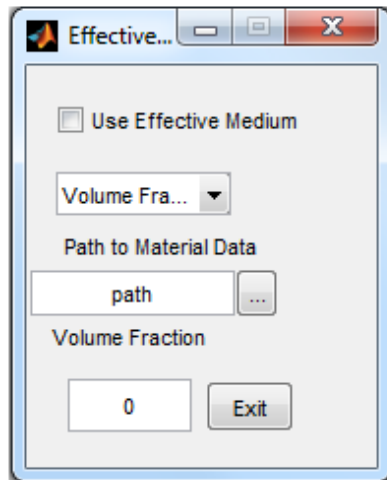 Effective...
Use Effective Medium
Volume Fra...
Path to Material Data
path ...
Volume Fraction
0 Exit